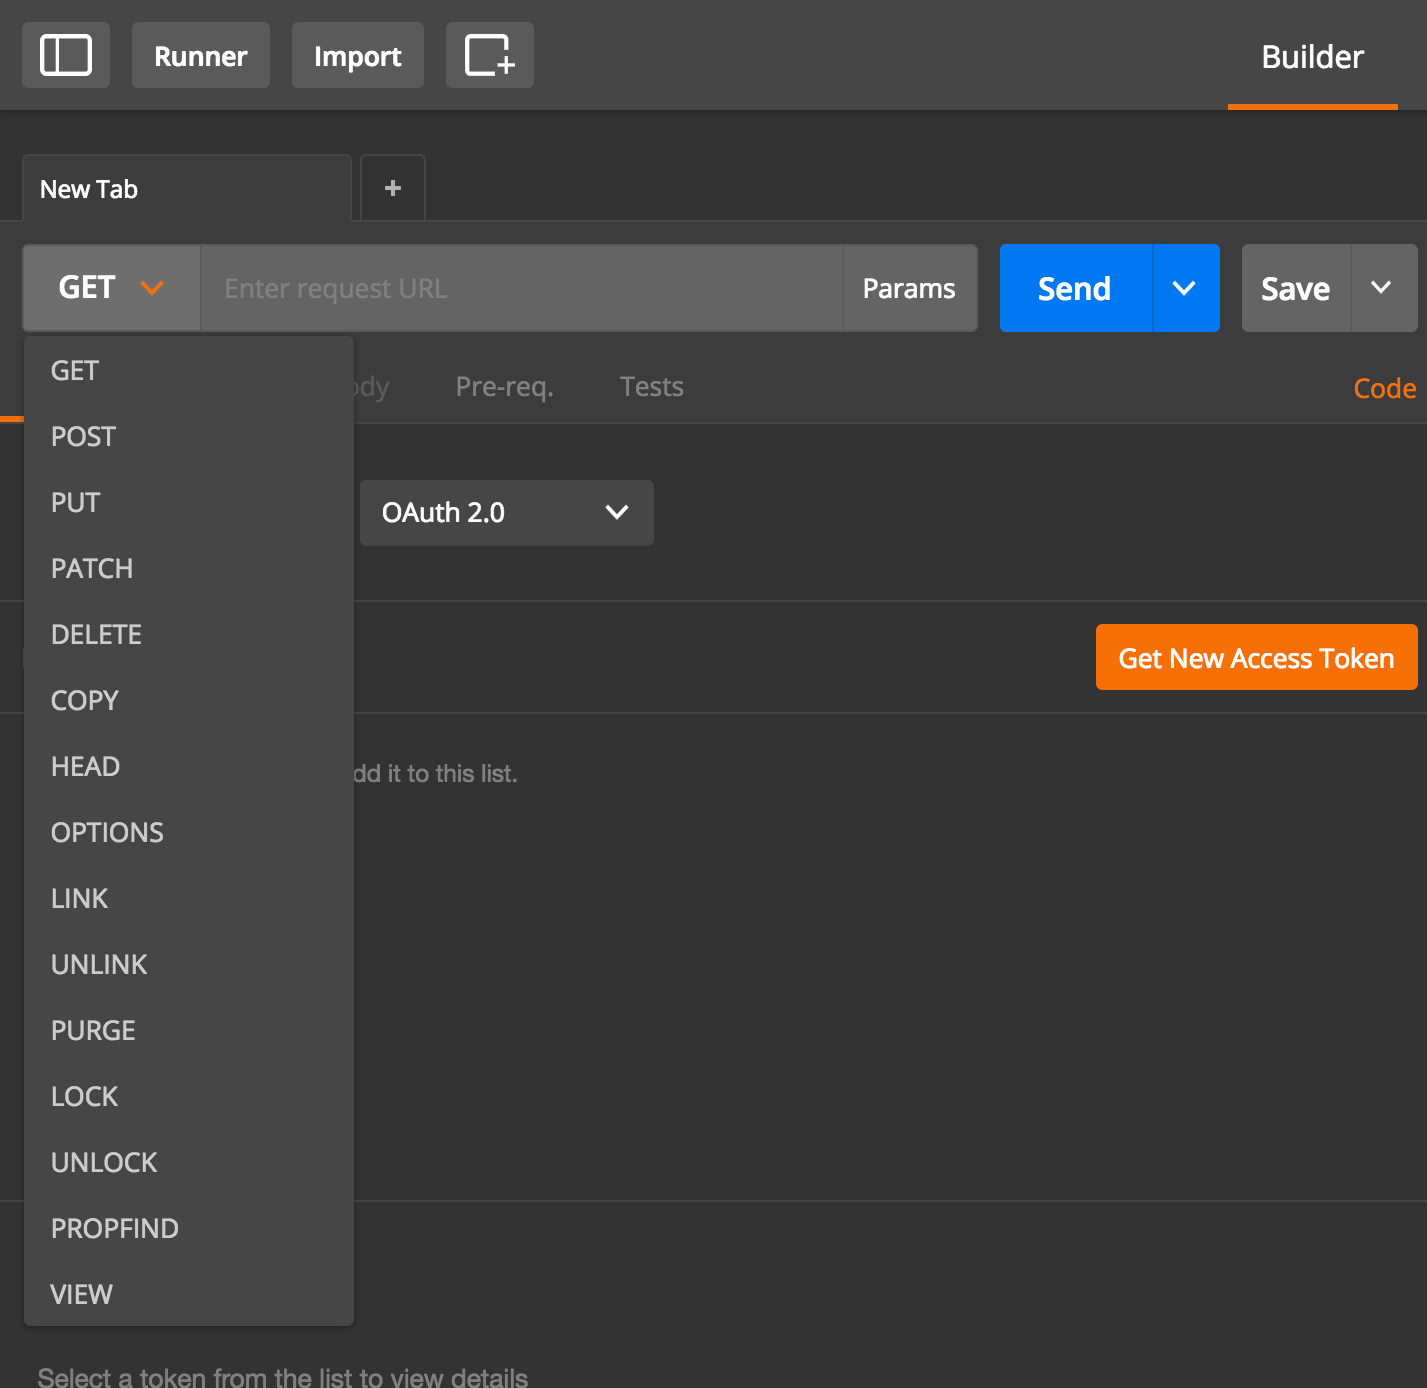 Runner Import Builder
New Tab +
GET Enter request URL Params Send Save
GET
POST
PUT
PATCH
DELETE
COPY
HEAD
OPTIONS
LINK
UNLINK
PURGE
LOCK
UNLOCK
PROPFIND
VIEW
Pre-req. Tests Code
OAuth 2.0
Get New Access Token
it to this list.
Select a token from the list to view details